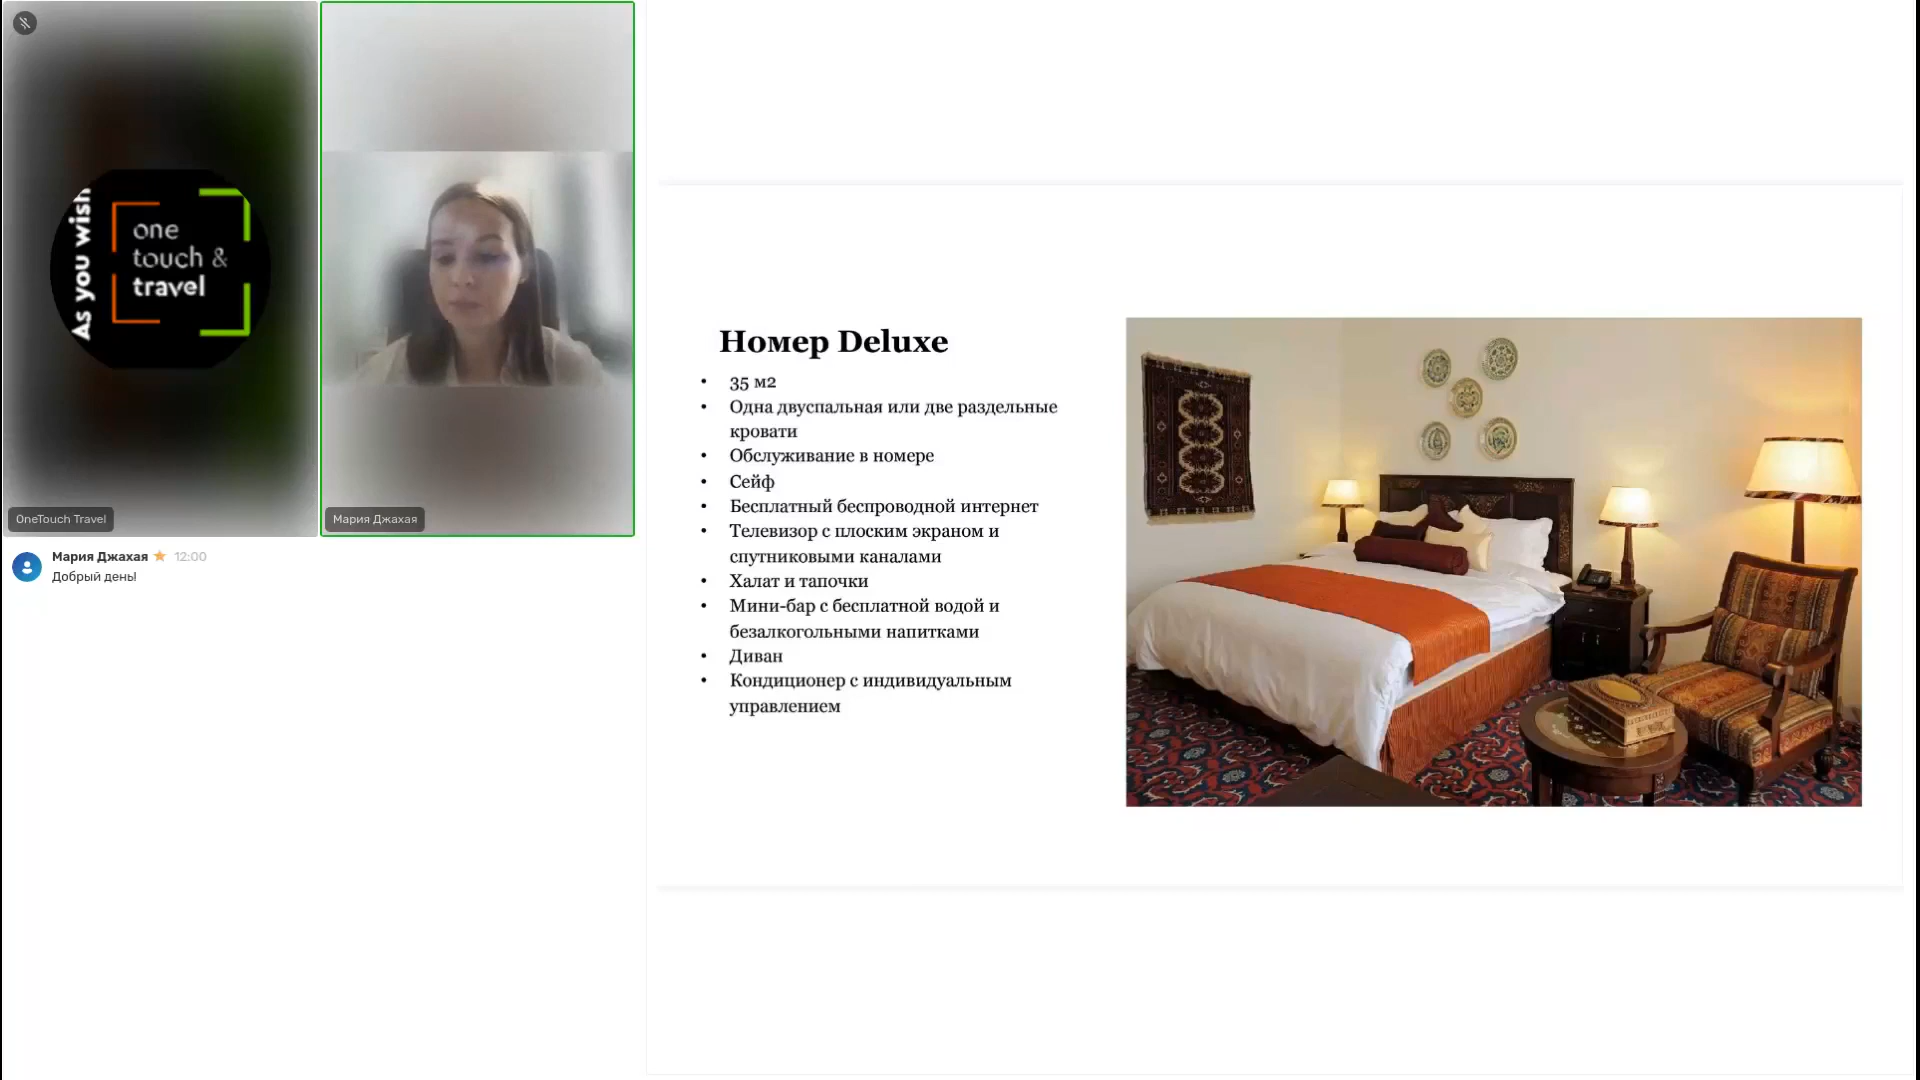 As you wish
one
touch &
travel
OneTouch Travel
Мария Джахая
Мария Джахая 12:00
Добрый день!
Номер Deluxe
• 35 м2
• Одна двуспальная или две раздельные
кровати
• Обслуживание в номере
• Сейф
• Бесплатный беспроводной интернет
• Телевизор с плоским экраном и
спутниковыми каналами
• Халат и тапочки
• Мини-бар с бесплатной водой и
безалкогольными напитками
• Диван
• Кондиционер с индивидуальным
управлением